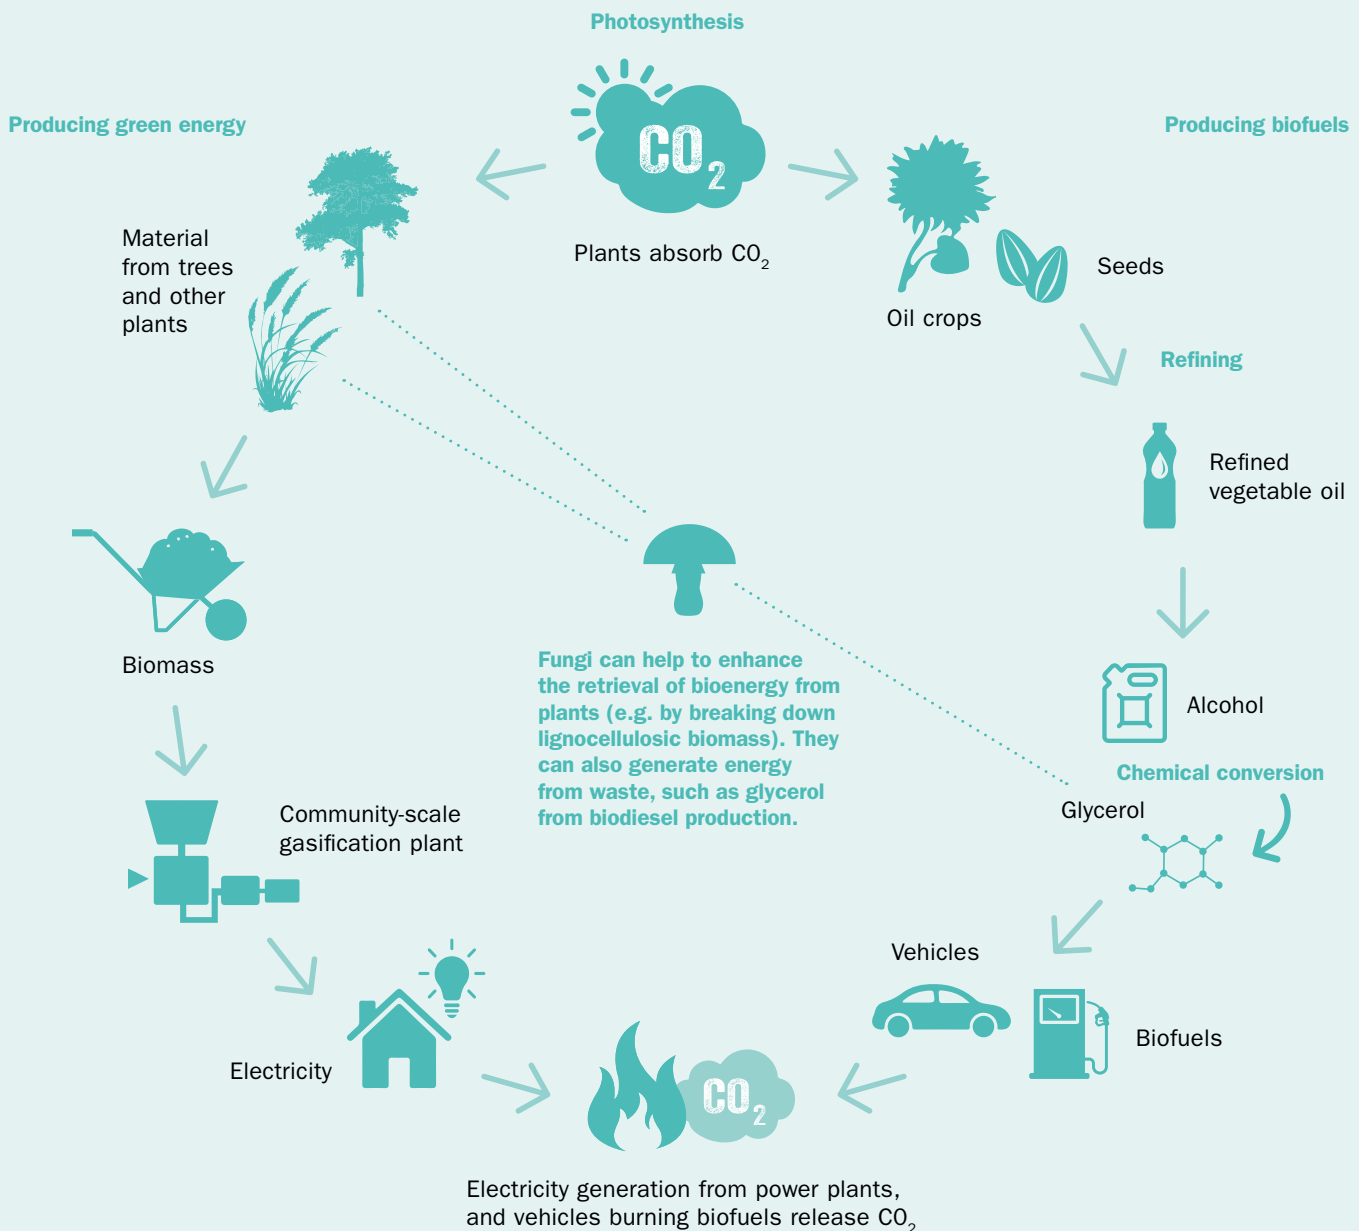 Photosynthesis
Producing green energy
Producing biofuels
CO2
Plants absorb CO2
Material
from trees
and other
plants
Oil crops
Seeds
Refining
Refined
vegetable oil
Biomass
Fungi can help to enhance
the retrieval of bioenergy from
plants (e.g. by breaking down
lignocellulosic biomass). They
can also generate energy
from waste, such as glycerol
from biodiesel production.
Alcohol
Chemical conversion
Glycerol
Community-scale
gasification plant
Vehicles
Biofuels
Electricity
CO2
Electricity generation from power plants,
and vehicles burning biofuels release CO2